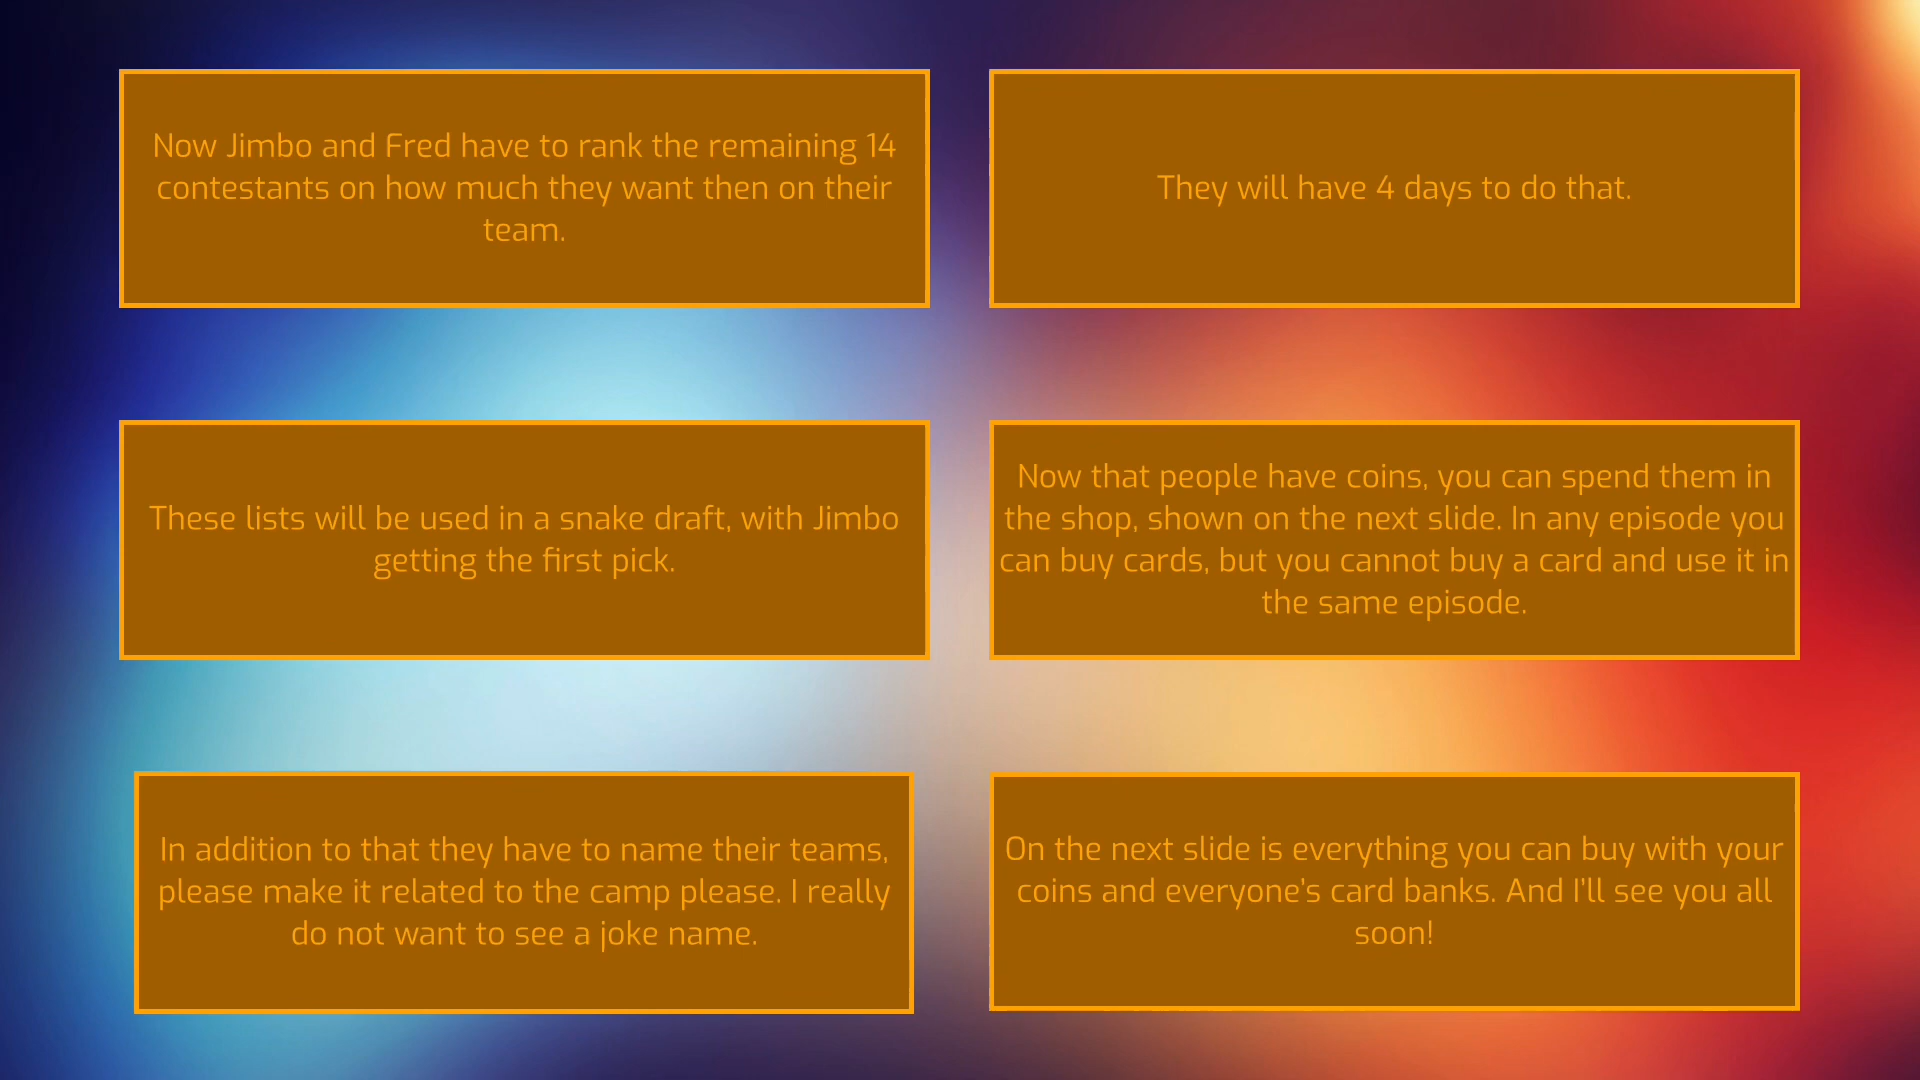 Now Jimbo and Fred have to rank the remaining 14
contestants on how much they want then on their
team.
They will have 4 days to do that.
These lists will be used in a snake draft, with Jimbo
getting the first pick.
Now that people have coins, you can spend them in
the shop, shown on the next slide. In any episode you
can buy cards, but you cannot buy a card and use it in
the same episode.
In addition to that they have to name their teams,
please make it related to the camp please. I really
do not want to see a joke name.
On the next slide is everything you can buy with your
coins and everyone's card banks. And I'll see you all
soon!